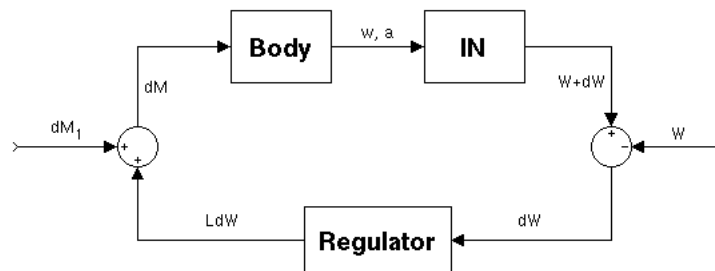 Body
w, a
IN
dM
W+dW
dM1
+
+
+
−
W
LdW
Regulator
dW